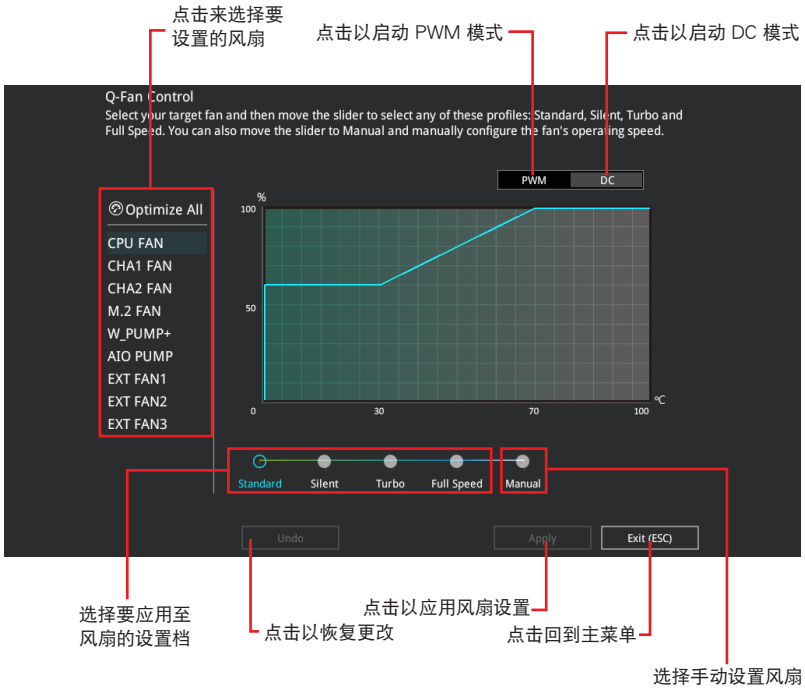 点击来选择要
设置的风扇
点击以启动 PWM 模式
点击以启动 DC 模式
Q-Fan Control
Select your target fan and then move the slider to select any of these profiles: Standard, Silent, Turbo and
Full Speed. You can also move the slider to Manual and manually configure the fan's operating speed.
PWM
DC
Optimize All
CPU FAN
CHA1 FAN
CHA2 FAN
M.2 FAN
W_PUMP+
AIO PUMP
EXT FAN1
EXT FAN2
EXT FAN3
%
100
50
0
30
70
100
ºC
Standard
Silent
Turbo
Full Speed
Manual
Undo
Apply
Exit (ESC)
选择要应用至
风扇的设置档
点击以恢复更改
点击以应用风扇设置
点击回到主菜单
选择手动设置风扇